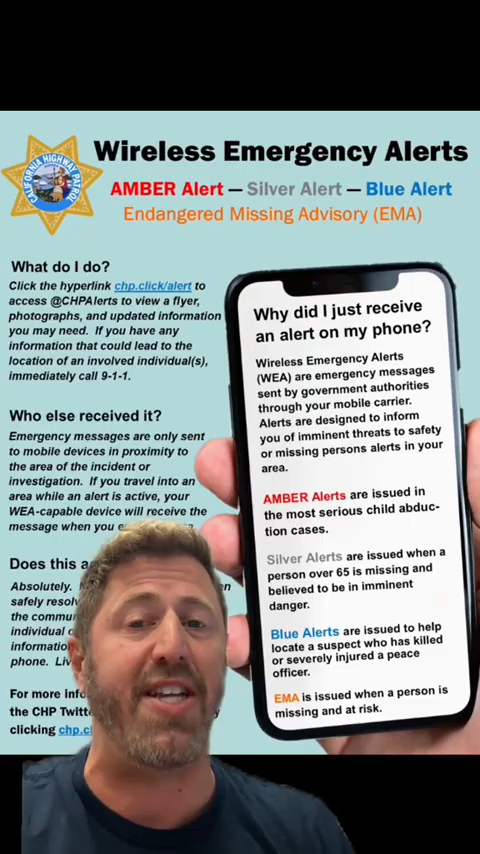 CALIFORNIA HIGHWAY PATROL
Wireless Emergency Alerts
AMBER Alert — Silver Alert — Blue Alert
Endangered Missing Advisory (EMA)
What do I do?
Click the hyperlink chp.click/alert to
access @CHPAlerts to view a flyer,
photographs, and updated information
you may need. If you have any
information that could lead to the
location of an involved individual(s),
immediately call 9-1-1.
Who else received it?
Emergency messages are only sent
to mobile devices in proximity to
the area of the incident or
investigation. If you travel into an
area while an alert is active, your
WEA-capable device will receive the
message when you
Does this
Absolutely.
safely
the
individual
information
phone.
For more
the CHP
clicking
Why did I just receive
an alert on my phone?
Wireless Emergency Alerts
(WEA) are emergency messages
sent by government authorities
through your mobile carrier.
Alerts are designed to inform
you of imminent threats to safety
or missing persons alerts in your
area.
AMBER Alerts are issued in
the most serious child abduc-
tion cases.
Silver Alerts are issued when a
person over 65 is missing and
believed to be in imminent
danger.
Blue Alerts are issued to help
locate a suspect who has killed
or severely injured a peace
officer.
EMA is issued when a person is
missing and at risk.